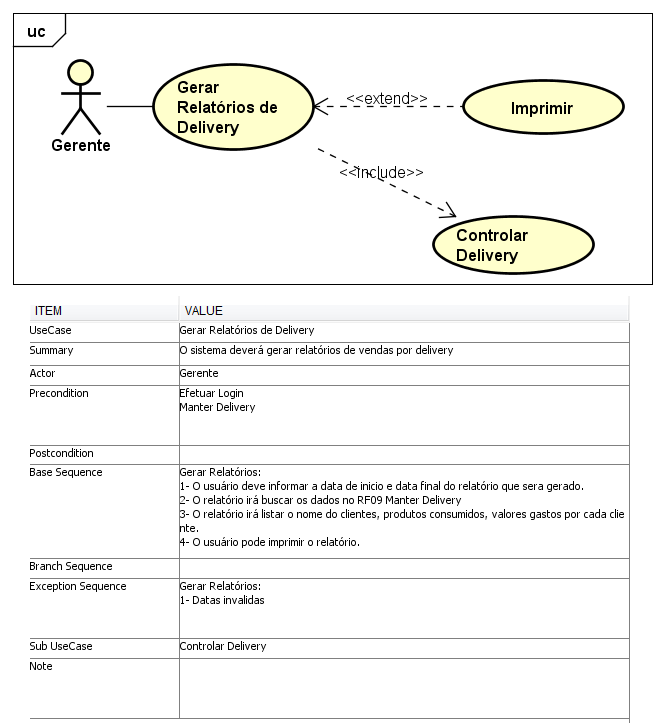 uc
Gerente
Gerar
Relatórios de
Delivery
<<extend>>
Imprimir
<<include>>
Controlar
Delivery
ITEM VALUE
UseCase Gerar Relatórios de Delivery
Summary O sistema deverá gerar relatórios de vendas por delivery
Actor Gerente
Precondition Efetuar Login
Manter Delivery
Postcondition
Base Sequence Gerar Relatórios:
1- O usuário deve informar a data de inicio e data final do relatório que sera gerado.
2- O relatório irá buscar os dados no RF09 Manter Delivery
3- O relatório irá listar o nome do clientes, produtos consumidos, valores gastos por cada clie
nte.
4- O usuário pode imprimir o relatório.
Branch Sequence
Exception Sequence Gerar Relatórios:
1- Datas invalidas
Sub UseCase Controlar Delivery
Note